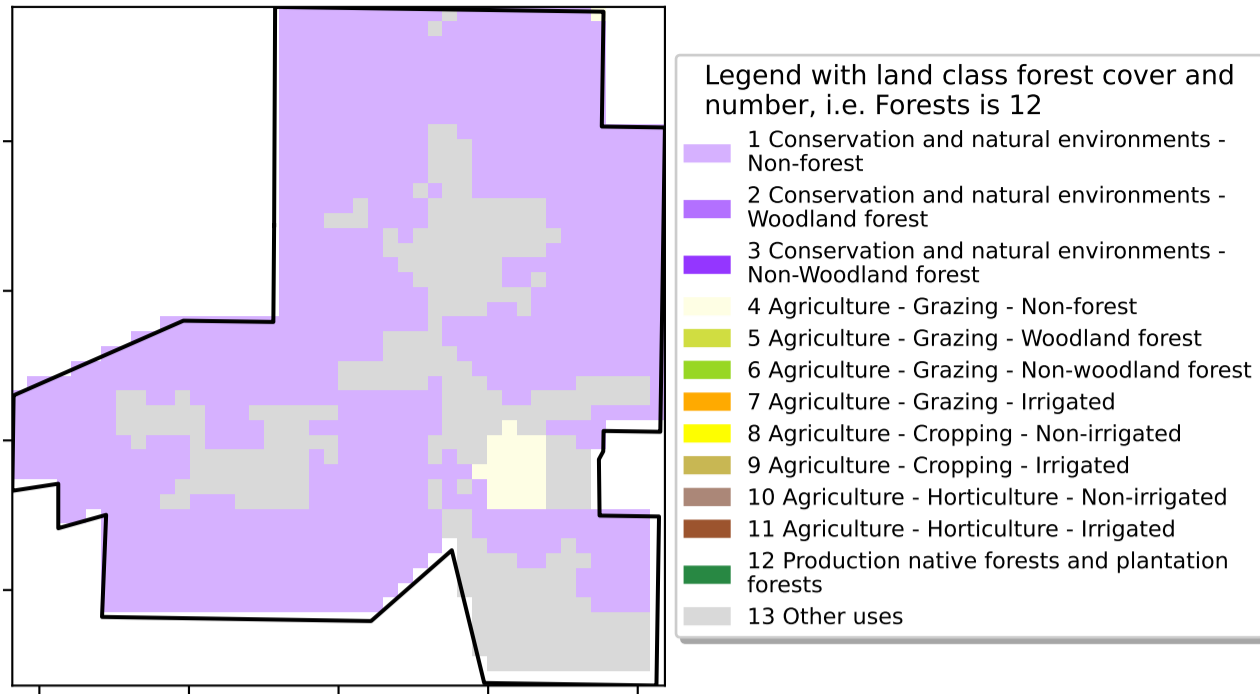 Legend with land class forest cover and
number, i.e. Forests is 12
1 Conservation and natural environments -
Non-forest
2 Conservation and natural environments -
Woodland forest
3 Conservation and natural environments -
Non-Woodland forest
4 Agriculture - Grazing - Non-forest
5 Agriculture - Grazing - Woodland forest
6 Agriculture - Grazing - Non-woodland forest
7 Agriculture - Grazing - Irrigated
8 Agriculture - Cropping - Non-irrigated
9 Agriculture - Cropping - Irrigated
10 Agriculture - Horticulture - Non-irrigated
11 Agriculture - Horticulture - Irrigated
12 Production native forests and plantation
forests
13 Other uses